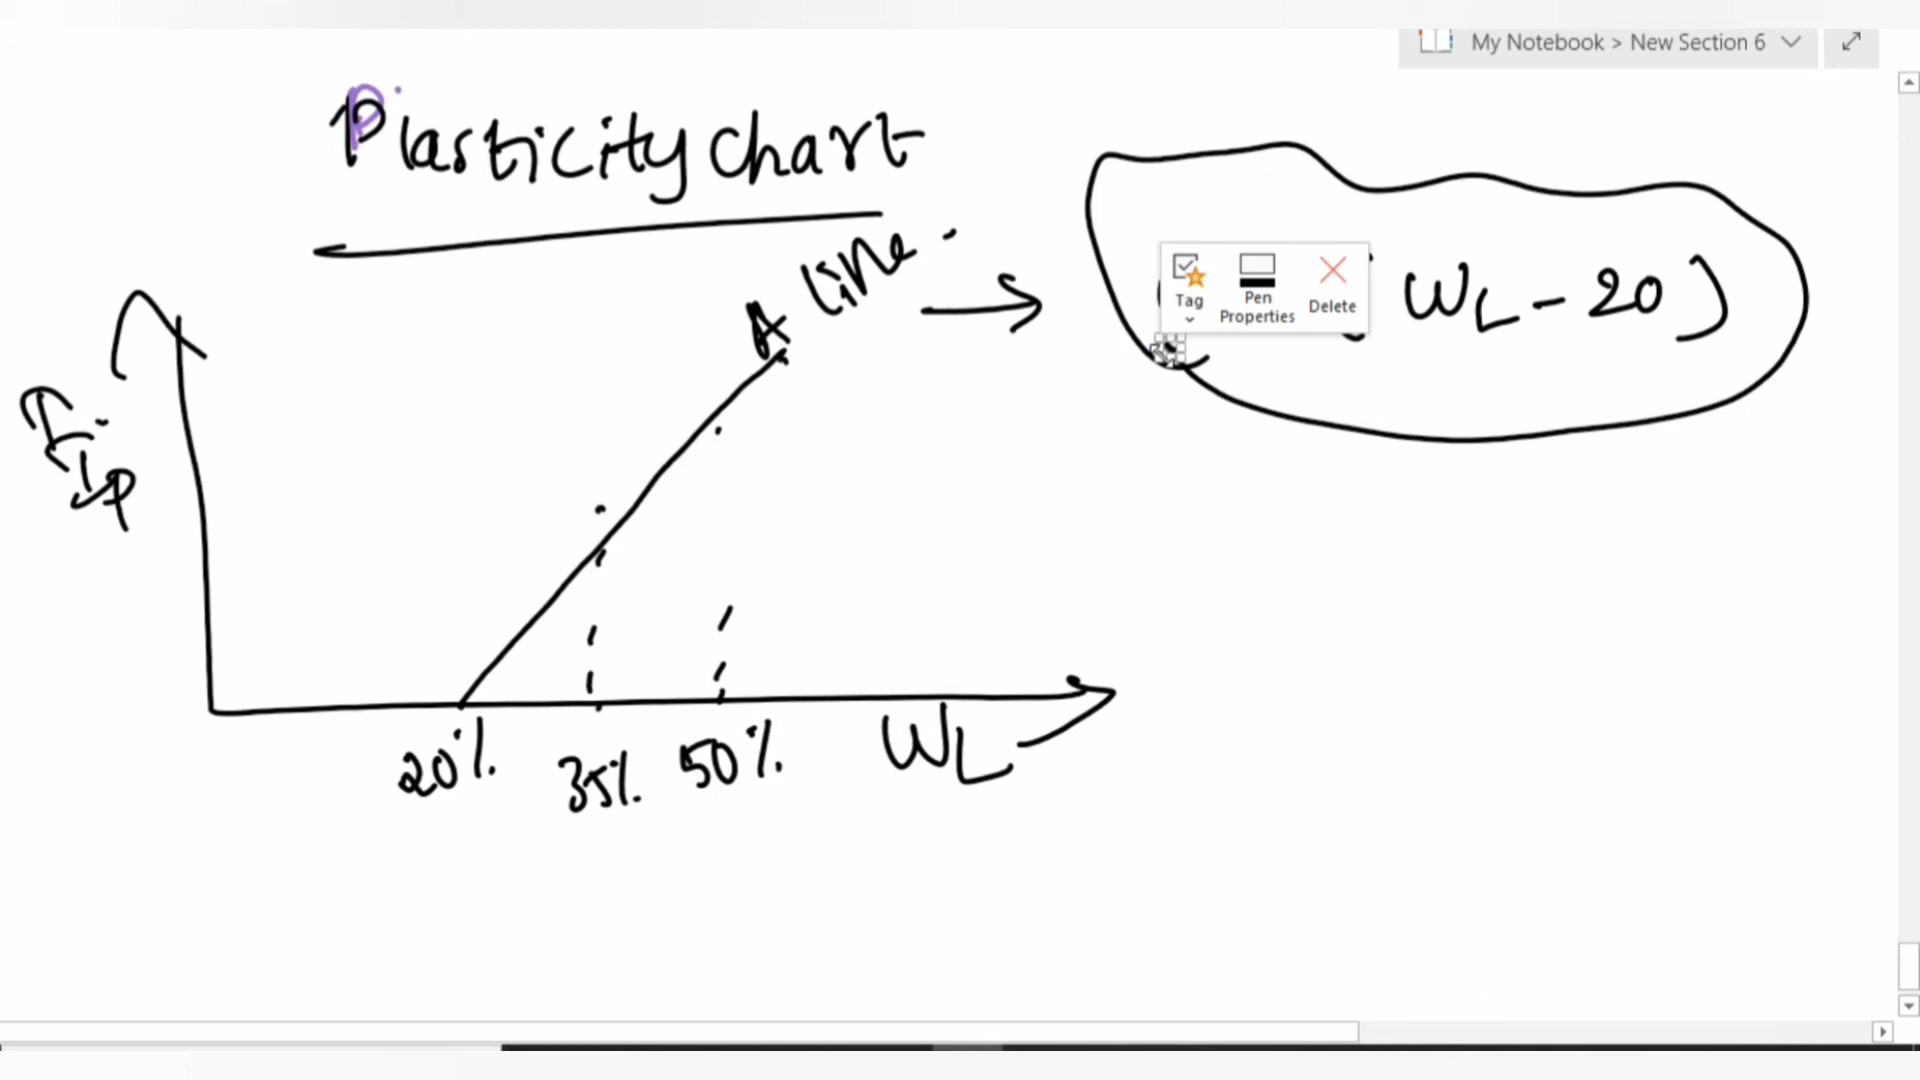 My Notebook > New Section 6
Plasticity chart
A line
Tag
Pen Properties
Delete
( WL - 20 )
Ip
20%
35%
50%
WL